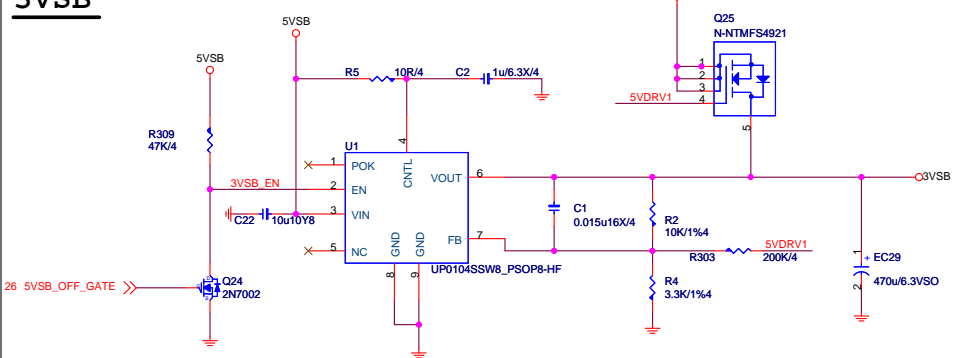 3VSB
5VSB
5VSB
R309
47K/4
R5
10R/4
C2
1u/6.3X/4
Q25
N-NTMFS4921
1
2
3
4
5VDRV1
5
U1
4
1
POK
CNTL
3VSB_EN
2
EN
VOUT
6
3VSB
C22
10u10Y8
3
VIN
5
NC
GND
GND
FB
7
8
9
UP0104SSW8_PSOP8-HF
C1
0.015u16X/4
R2
10K/1%4
R303
200K/4
5VDRV1
R4
3.3K/1%4
1
+
EC29
2
470u/6.3VSO
26 5VSB_OFF_GATE
Q24
2N7002